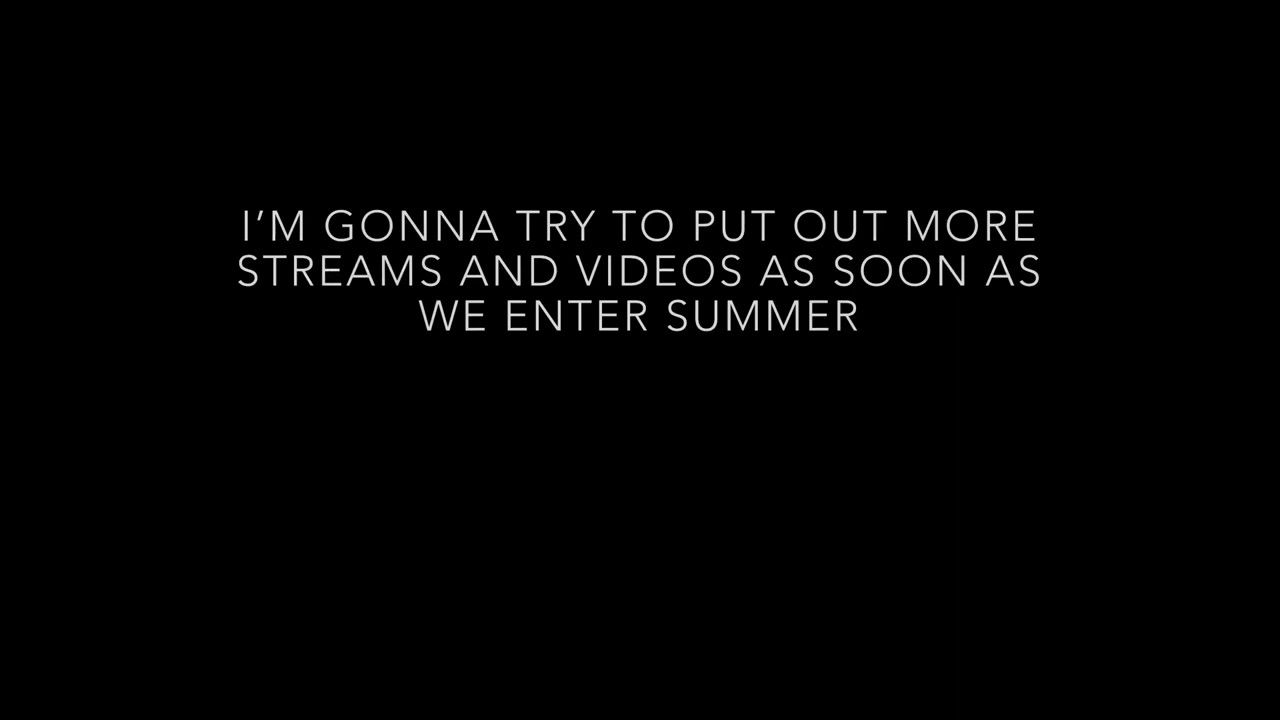 I’M GONNA TRY TO PUT OUT MORE
STREAMS AND VIDEOS AS SOON AS
WE ENTER SUMMER